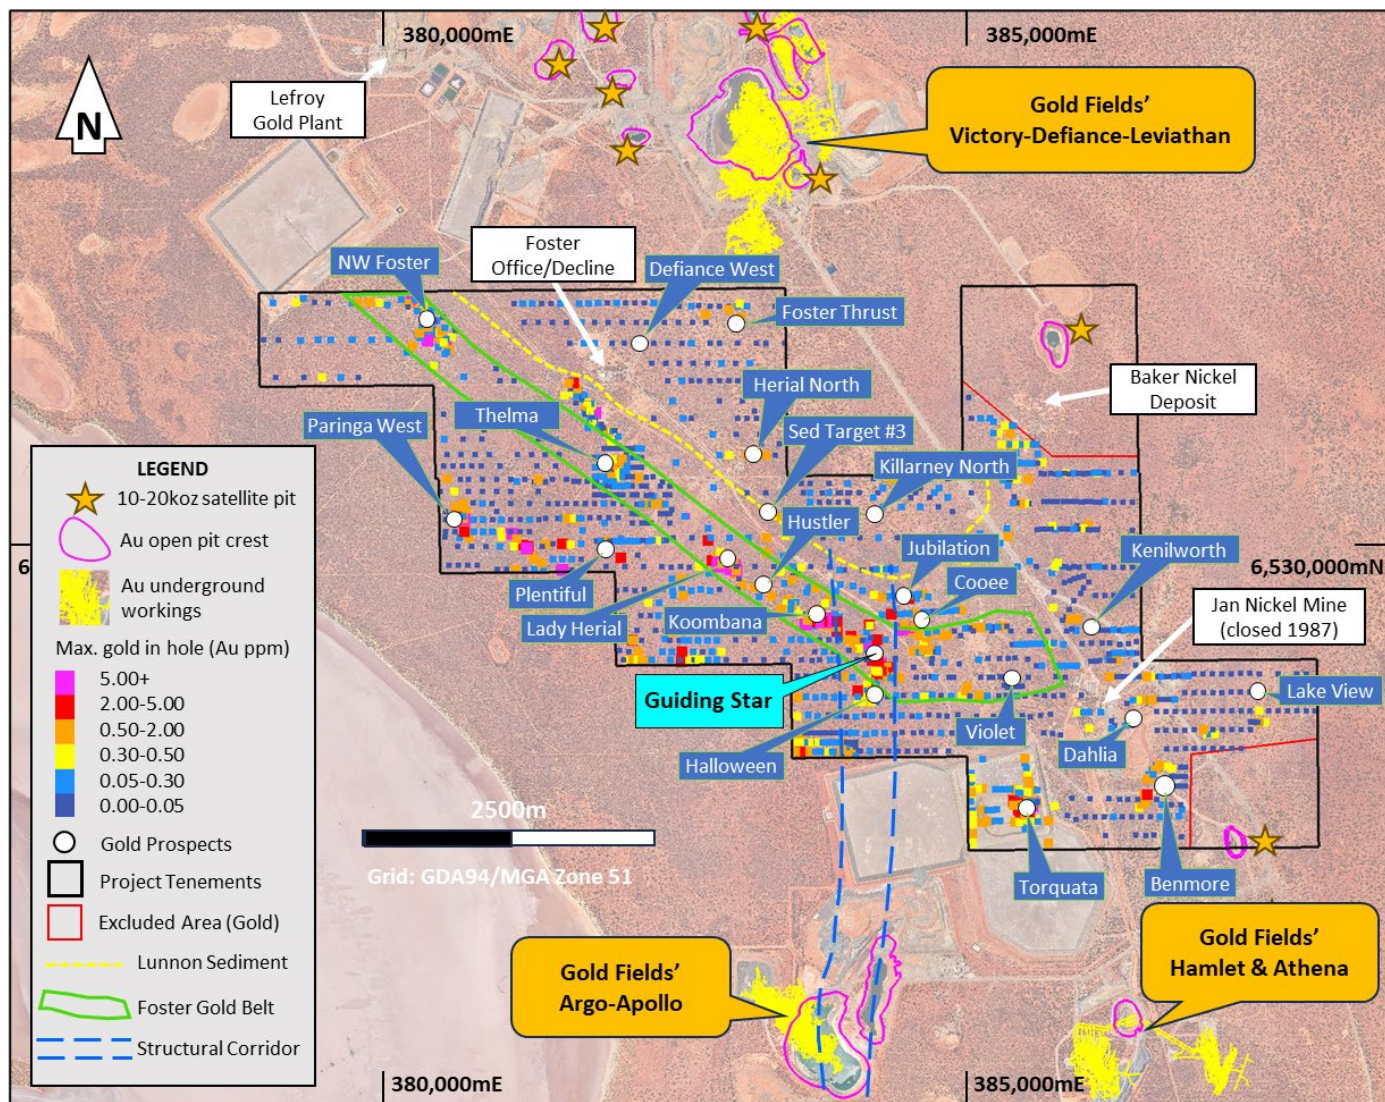 380,000mE
385,000mE
Lefroy
Gold Plant
N
Gold Fields’
Victory-Defiance-Leviathan
NW Foster
Foster
Office/Decline
Defiance West
Foster Thrust
Baker Nickel
Deposit
Herial North
Thelma
Paringa West
Sed Target #3
Killarney North
Hustler
Jubilation
Kenilworth
Cooee
6
6,530,000mN
Plentiful
Lady Herial
Koombana
Jan Nickel Mine
(closed 1987)
Guiding Star
Lake View
Violet
Dahlia
Halloween
Torquata
Benmore
LEGEND
10-20koz satellite pit
Au open pit crest
Au underground
workings
Max. gold in hole (Au ppm)
5.00+
2.00-5.00
0.50-2.00
0.30-0.50
0.05-0.30
0.00-0.05
Gold Prospects
Project Tenements
Excluded Area (Gold)
Lunnon Sediment
Foster Gold Belt
Structural Corridor
2500m
Grid: GDA94/MGA Zone 51
Gold Fields’
Argo-Apollo
Gold Fields’
Hamlet & Athena
380,000mE
385,000mE